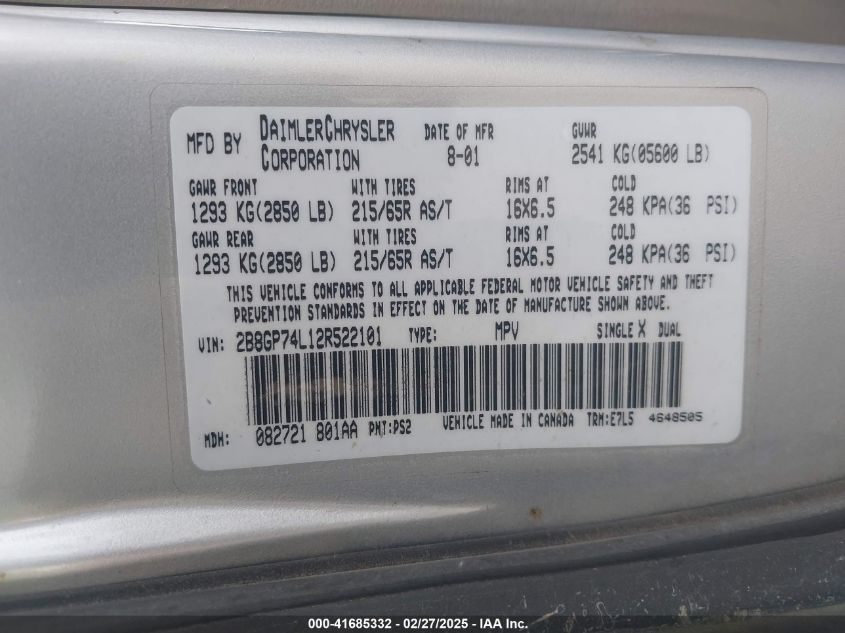 MFD BY DAIMLERCHRYSLER CORPORATION DATE OF MFR 8-01 GVWR 2541 KG(05600 LB)
GAWR FRONT WITH TIRES RIMS AT COLD
1293 KG(2850 LB) 215/65R AS/T 16X6.5 248 KPA(36 PSI)
GAWR REAR WITH TIRES RIMS AT COLD
1293 KG(2850 LB) 215/65R AS/T 16X6.5 248 KPA(36 PSI)
THIS VEHICLE CONFORMS TO ALL APPLICABLE FEDERAL MOTOR VEHICLE SAFETY AND THEFT
PREVENTION STANDARDS IN EFFECT ON THE DATE OF MANUFACTURE SHOWN ABOVE.
VIN: 2B8GP74L12R522101 TYPE: MPV SINGLE X DUAL
MDH: 082721 801AA PNT:PS2 VEHICLE MADE IN CANADA TRM:E7L5 4648505
000-41685332 - 02/27/2025 - IAA Inc.